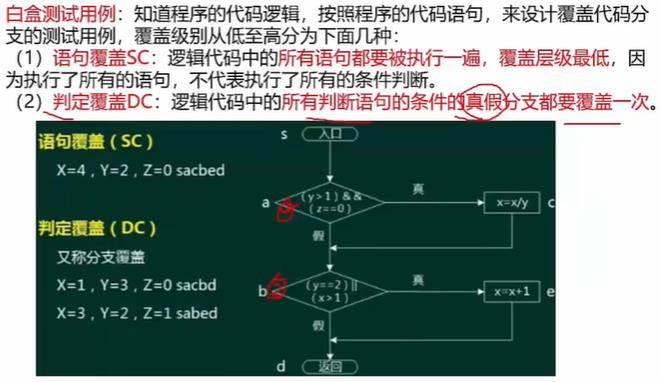 白盒测试用例：知道程序的代码逻辑，按照程序的代码语句，来设计覆盖代码分
支的测试用例，覆盖级别从低至高分为下面几种：
（1）语句覆盖SC：逻辑代码中的所有语句都要被执行一遍，覆盖层级最低，因
为执行了所有的语句，不代表执行了所有的条件判断。
（2）判定覆盖DC：逻辑代码中的所有判断语句的条件的真假分支都要覆盖一次。
语句覆盖（SC）
X=4，Y=2，Z=0 sacbed
判定覆盖（DC）
又称分支覆盖
X=1，Y=3，Z=0 sacbd
X=3，Y=2，Z=1 sabed
s
入口
a
(y>1)&&
(z==0)
真
x=x/y
c
假
b
(y==2)||
(x>1)
真
x=x+1
e
假
d
返回